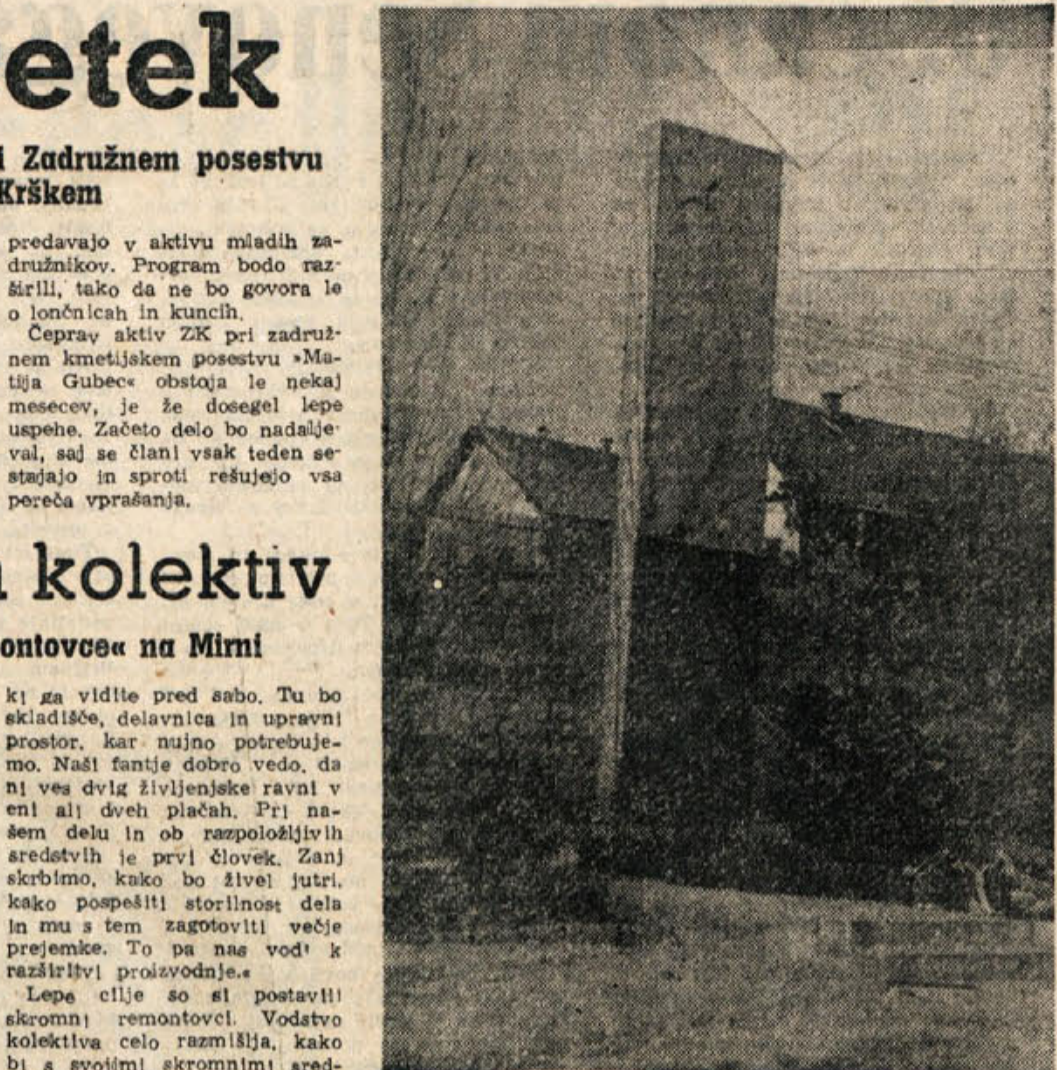 etek
i Zadružnem posestvu
Krškem
predavajo v aktivu mladih za-
družnikov. Program bodo raz-
širili, tako da ne bo govora le
o lončnicah in kuncih.
Čeprav aktiv ZK pri zadruž-
nem kmetijskem posestvu »Ma-
tija Gubec« obstoja le nekaj
mesecev, je že dosegel lepe
uspehe. Začeto delo bo nadalje-
val, saj se člani vsak teden se-
stajajo in sproti rešujejo vsa
pereča vprašanja.
kolektiv
ontovce« na Mirni
ki ga vidite pred sabo. Tu bo
skladišče, delavnica in upravni
prostor, kar nujno potrebuje-
mo. Naši fantje dobro vedo, da
ni ves dvig življenjske ravni v
eni ali dveh plačah. Pri na-
šem delu in ob razpoložljivih
sredstvih je prvi človek. Zanj
skrbimo, kako bo živel jutri,
kako pospešiti storilnost dela
in mu s tem zagotoviti večje
prejemke. To pa nas vodi k
razširitvi proizvodnje.«
Lepe cilje so si postavili
skromni remontovci. Vodstvo
kolektiva celo razmišlja, kako
bi s svojimi skromnimi sred-